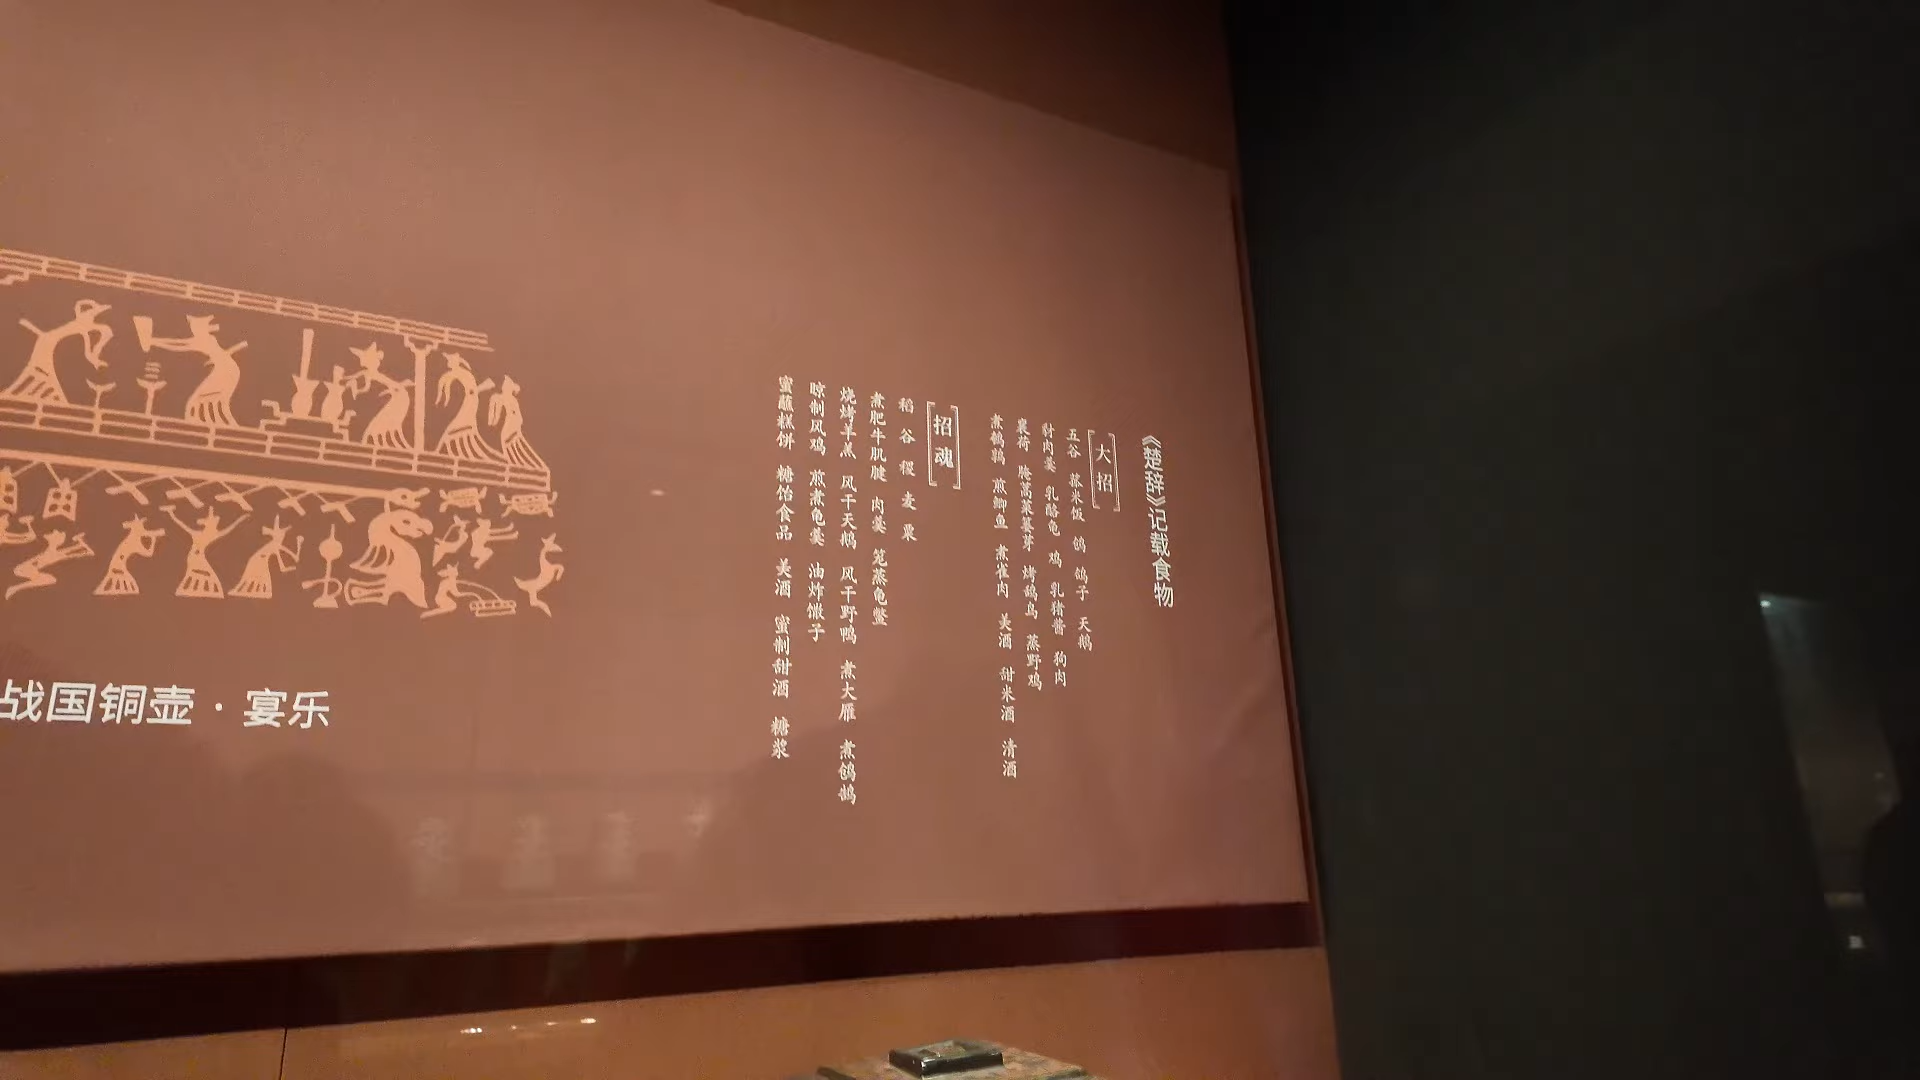 《楚辞》记载食物
大招
五谷 菰米饭 鸧 鸽子 天鹅
豺肉羹 乳酪龟 鸡 乳猪酱 狗肉
襄荷 腌蒿菜蒌芽 烤鸹鸟 蒸野鸡
煮鹌鹑 煎鲫鱼 煮雀肉 美酒 甜米酒 清酒
招魂
稻 谷 稷 麦 粟
煮肥牛肌腱 肉羹 笼蒸龟鳖
烧烤羊羔 风干天鹅 风干野鸭 煮大雁 煮鸧鹄
晾制风鸡 煎煮龟羹 油炸馓子
蜜蘸糕饼 糖饴食品 美酒 蜜制甜酒 糖浆
战国铜壶·宴乐